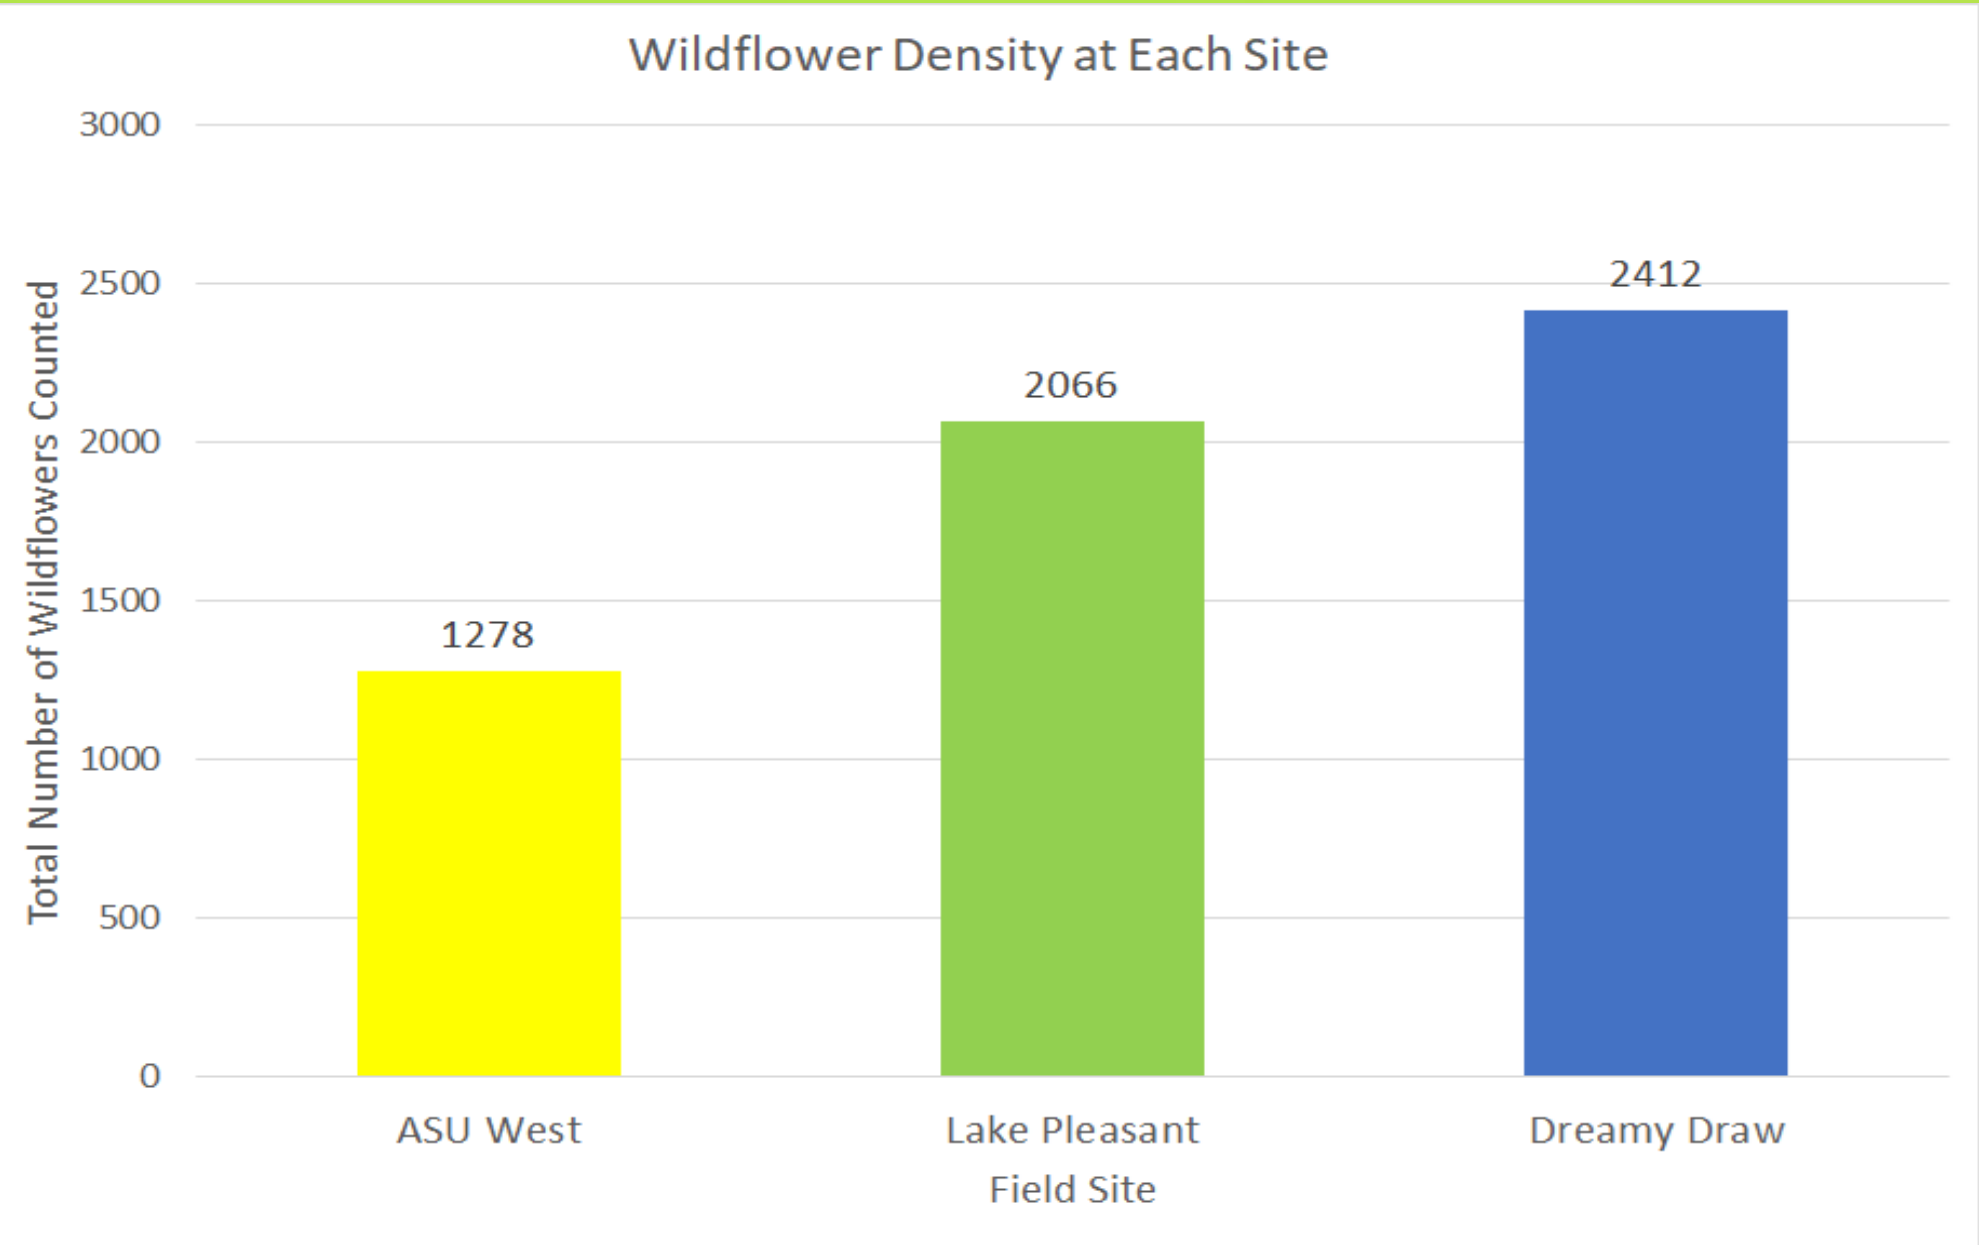 Wildflower Density at Each Site
3000
2500
2000
1500
1000
500
0
Total Number of Wildflowers Counted
1278
2066
2412
ASU West
Lake Pleasant
Dreamy Draw
Field Site